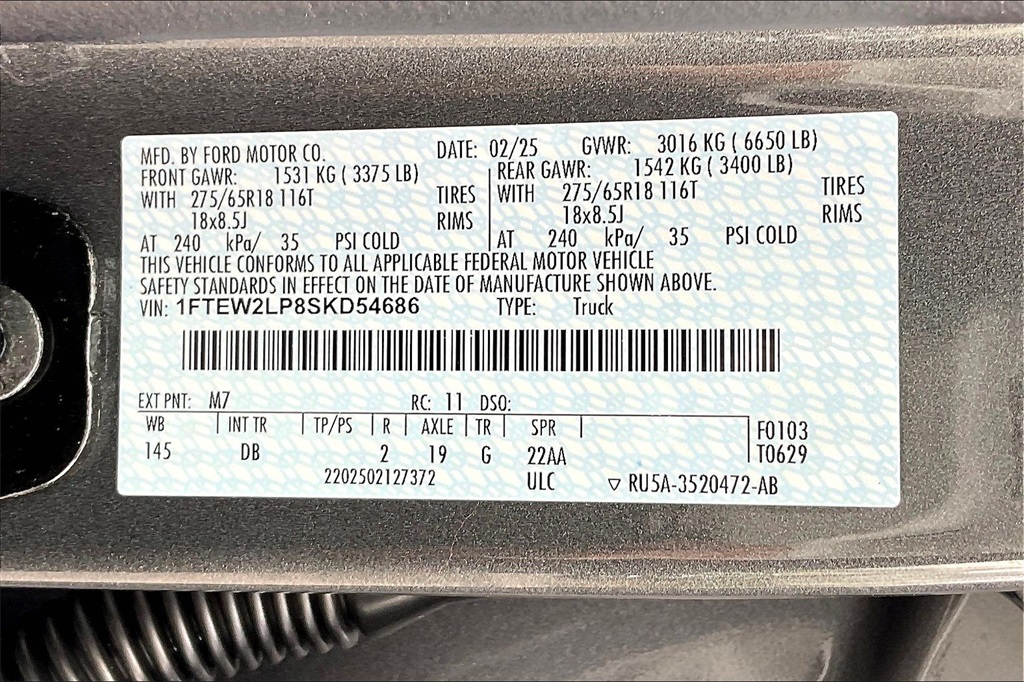 MFD. BY FORD MOTOR CO. DATE: 02/25 GVWR: 3016 KG ( 6650 LB)
FRONT GAWR: 1531 KG ( 3375 LB) REAR GAWR: 1542 KG ( 3400 LB)
WITH 275/65R18 116T TIRES WITH 275/65R18 116T TIRES
18x8.5J RIMS 18x8.5J RIMS
AT 240 kPa/ 35 PSI COLD AT 240 kPa/ 35 PSI COLD
THIS VEHICLE CONFORMS TO ALL APPLICABLE FEDERAL MOTOR VEHICLE
SAFETY STANDARDS IN EFFECT ON THE DATE OF MANUFACTURE SHOWN ABOVE.
VIN: 1FTEW2LP8SKD54686 TYPE: Truck
EXT PNT: M7 RC: 11 DSO:
WB INT TR TP/PS R AXLE TR SPR F0103
145 DB 2 19 G 22AA T0629
2202502127372 ULC ▽ RU5A-3520472-AB